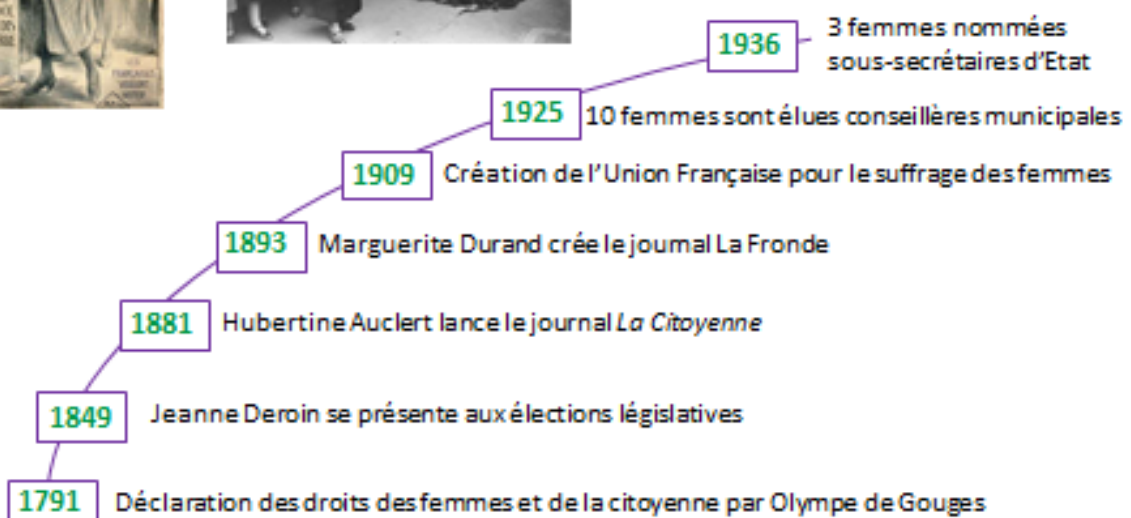 1936
3 femmes nommées
sous-secrétaires d'Etat
1925
10 femmes sont élues conseillères municipales
1909
Création de l'Union Française pour le suffrage des femmes
1893
Marguerite Durand crée le journal La Fronde
1881
Hubertine Auclert lance le journal La Citoyenne
1849
Jeanne Deroin se présente aux élections législatives
1791
Déclaration des droits des femmes et de la citoyenne par Olympe de Gouges